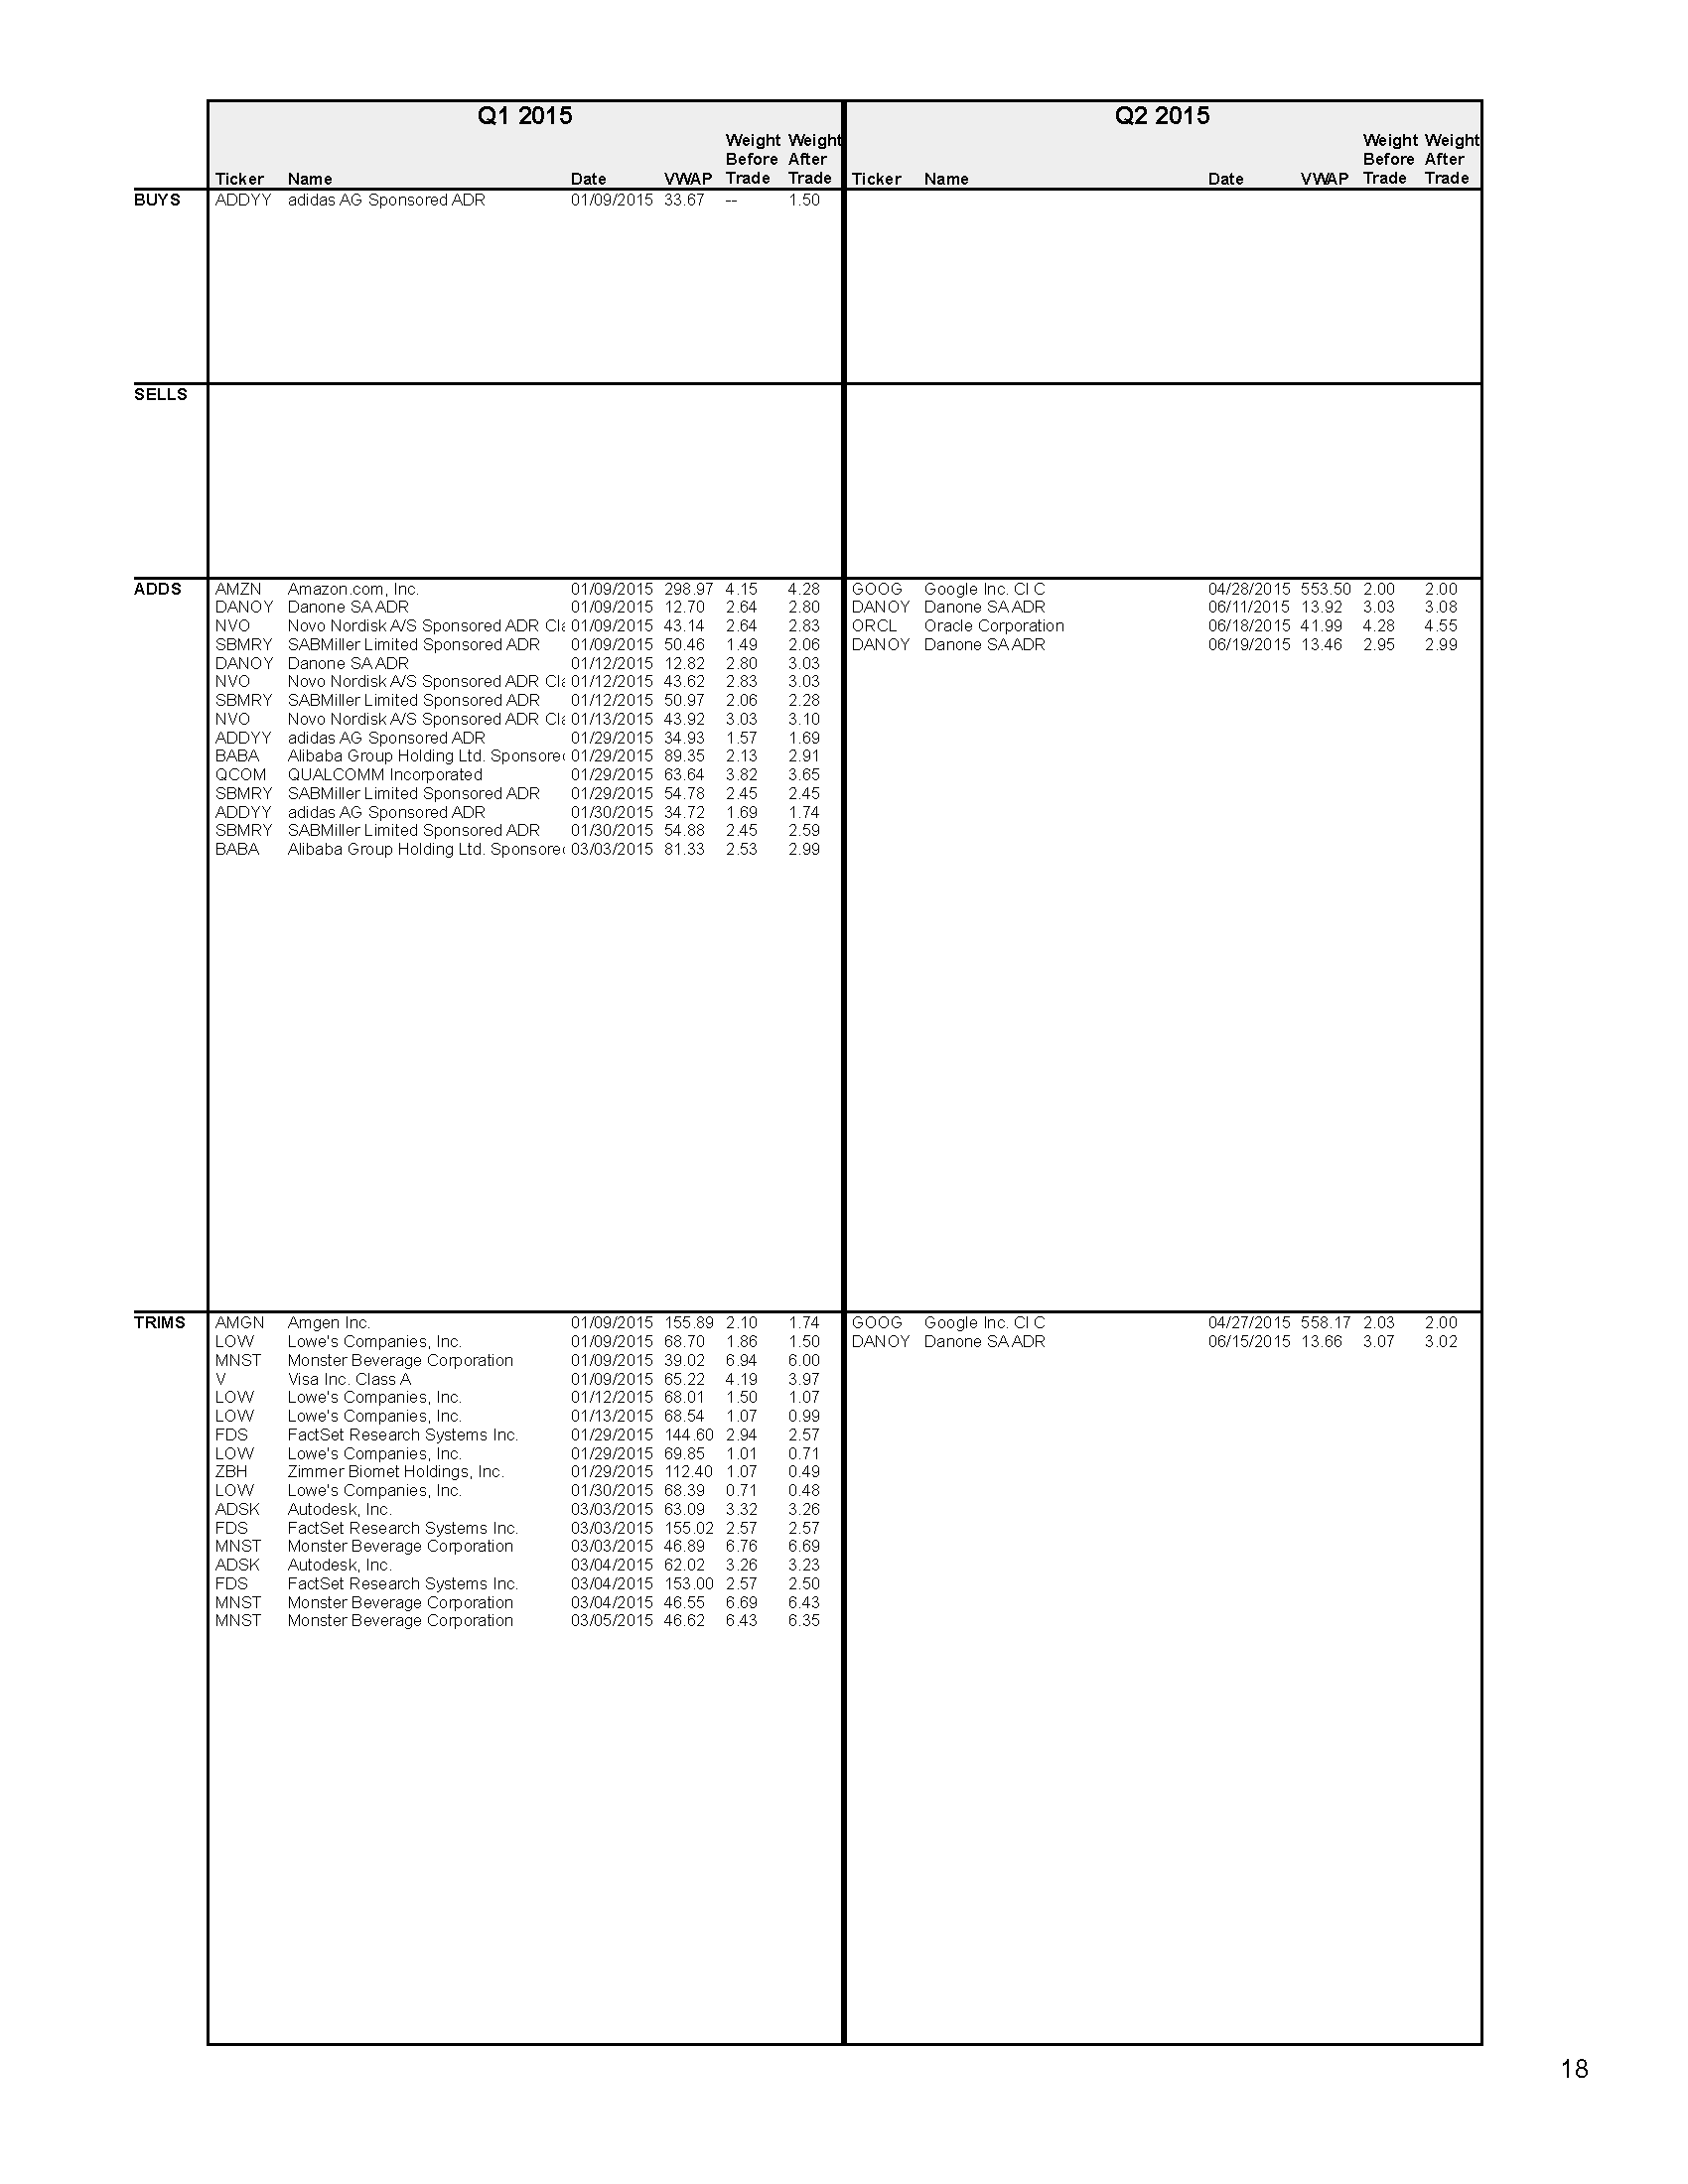 Q1 2015 Q2 2015
Weight Weight Weight Weight
Before After Before After
Ticker Name Date VWAP Trade Trade Ticker Name Date VWAP Trade Trade
BUYS ADDYY adidas AG Sponsored ADR 01/09/2015 33.67 -- 1.50
SELLS
ADDS AMZN Amazon.com, Inc. 01/09/2015 298.97 4.15 4.28 GOOG Google Inc. Cl C 04/28/2015 553.50 2.00 2.00
DANOY Danone SA ADR 01/09/2015 12.70 2.64 2.80 DANOY Danone SA ADR 06/11/2015 13.92 3.03 3.08
NVO Novo Nordisk A/S Sponsored ADR Cla 01/09/2015 43.14 2.64 2.83 ORCL Oracle Corporation 06/18/2015 41.99 4.28 4.55
SBMRY SABMiller Limited Sponsored ADR 01/09/2015 50.46 1.49 2.06 DANOY Danone SA ADR 06/19/2015 13.46 2.95 2.99
DANOY Danone SA ADR 01/12/2015 12.82 2.80 3.03
NVO Novo Nordisk A/S Sponsored ADR Cla 01/12/2015 43.62 2.83 3.03
SBMRY SABMiller Limited Sponsored ADR 01/12/2015 50.97 2.06 2.28
NVO Novo Nordisk A/S Sponsored ADR Cla 01/13/2015 43.92 3.03 3.10
ADDYY adidas AG Sponsored ADR 01/29/2015 34.93 1.57 1.69
BABA Alibaba Group Holding Ltd. Sponsored 01/29/2015 89.35 2.13 2.91
QCOM QUALCOMM Incorporated 01/29/2015 63.64 3.82 3.65
SBMRY SABMiller Limited Sponsored ADR 01/29/2015 54.78 2.45 2.45
ADDYY adidas AG Sponsored ADR 01/30/2015 34.72 1.69 1.74
SBMRY SABMiller Limited Sponsored ADR 01/30/2015 54.88 2.45 2.59
BABA Alibaba Group Holding Ltd. Sponsored 03/03/2015 81.33 2.53 2.99
TRIMS AMGN Amgen Inc. 01/09/2015 155.89 2.10 1.74 GOOG Google Inc. Cl C 04/27/2015 558.17 2.03 2.00
LOW Lowe's Companies, Inc. 01/09/2015 68.70 1.86 1.50 DANOY Danone SA ADR 06/15/2015 13.66 3.07 3.02
MNST Monster Beverage Corporation 01/09/2015 39.02 6.94 6.00
V Visa Inc. Class A 01/09/2015 65.22 4.19 3.97
LOW Lowe's Companies, Inc. 01/12/2015 68.01 1.50 1.07
LOW Lowe's Companies, Inc. 01/13/2015 68.54 1.07 0.99
FDS FactSet Research Systems Inc. 01/29/2015 144.60 2.94 2.57
LOW Lowe's Companies, Inc. 01/29/2015 69.85 1.01 0.71
ZBH Zimmer Biomet Holdings, Inc. 01/29/2015 112.40 1.07 0.49
LOW Lowe's Companies, Inc. 01/30/2015 68.39 0.71 0.48
ADSK Autodesk, Inc. 03/03/2015 63.09 3.32 3.26
FDS FactSet Research Systems Inc. 03/03/2015 155.02 2.57 2.57
MNST Monster Beverage Corporation 03/03/2015 46.89 6.76 6.69
ADSK Autodesk, Inc. 03/04/2015 62.02 3.26 3.23
FDS FactSet Research Systems Inc. 03/04/2015 153.00 2.57 2.50
MNST Monster Beverage Corporation 03/04/2015 46.55 6.69 6.43
MNST Monster Beverage Corporation 03/05/2015 46.62 6.43 6.35
18